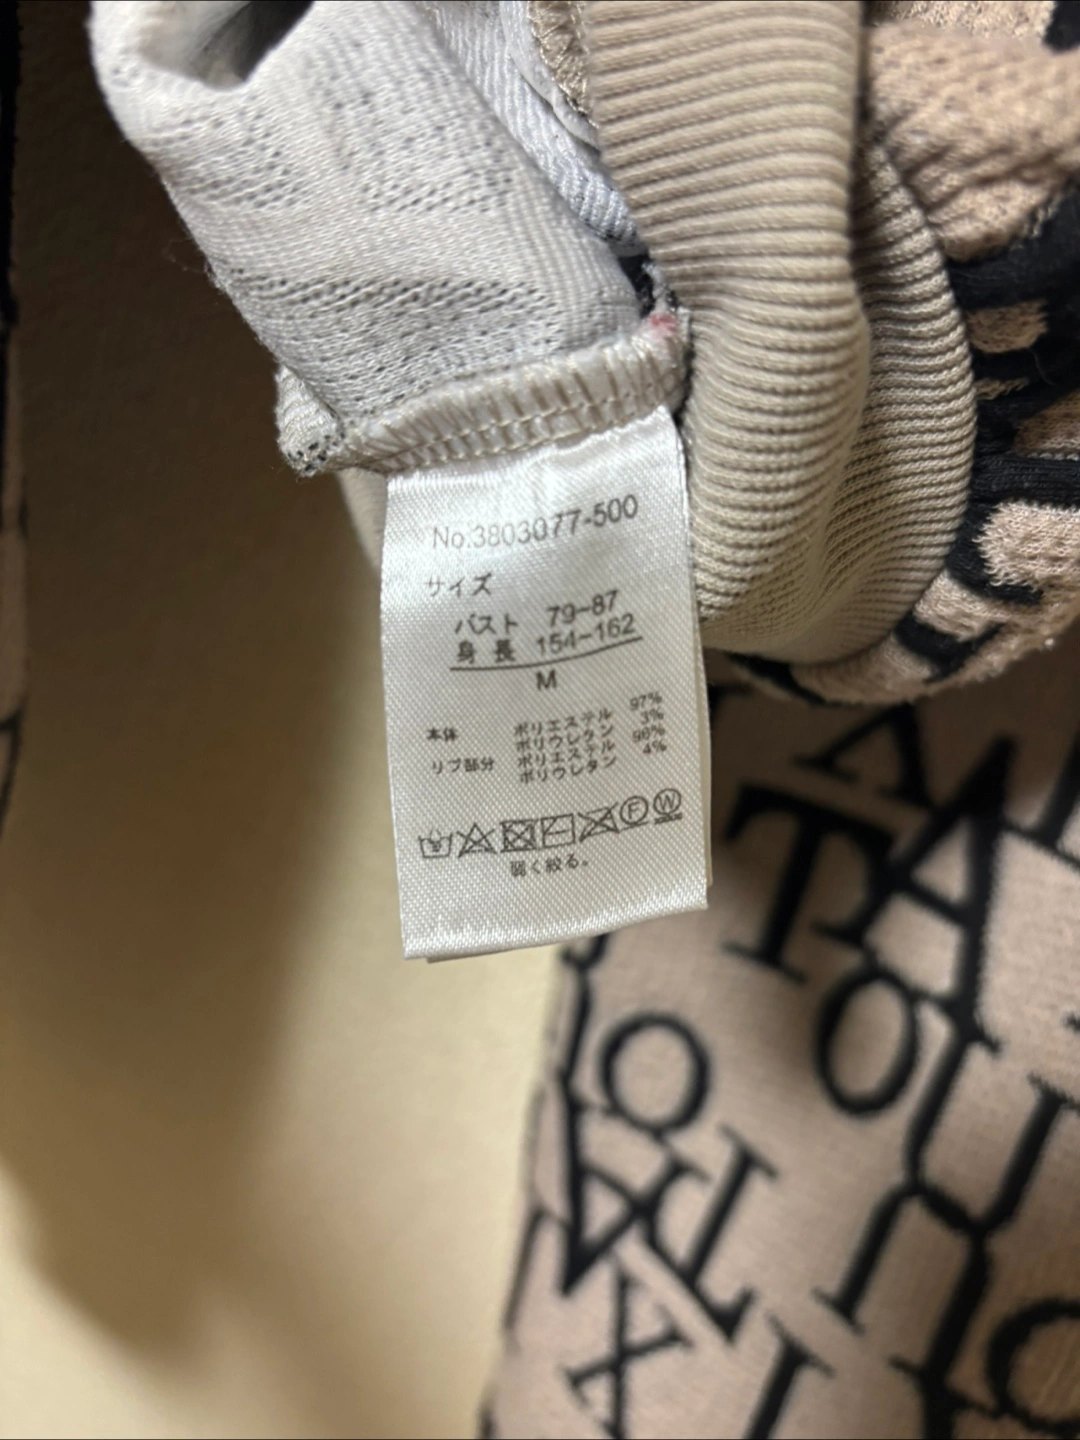 No.3803077-500
サイズ
バスト 79-87
身長 154-162
M
本体 ポリエステル 97%
ポリウレタン 3%
リブ部分 ポリエステル 96%
ポリウレタン 4%
F W
弱く絞る。